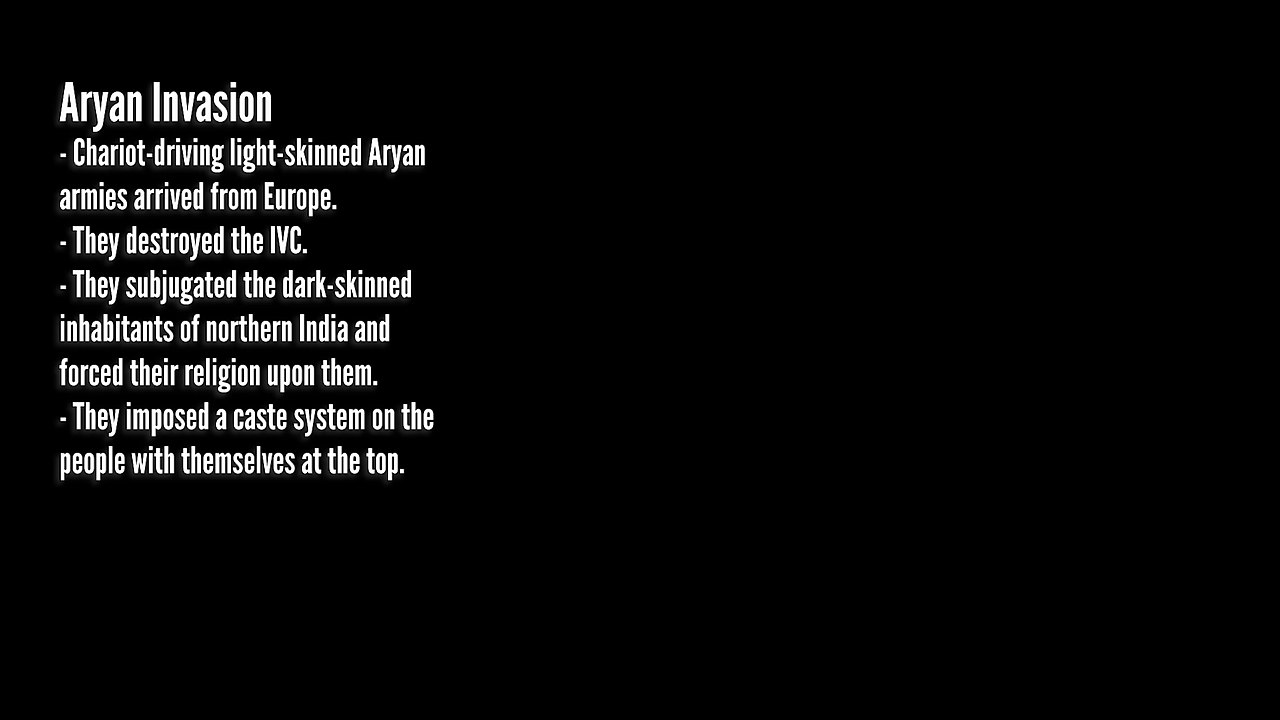 Aryan Invasion
- Chariot-driving light-skinned Aryan
armies arrived from Europe.
- They destroyed the IVC.
- They subjugated the dark-skinned
inhabitants of northern India and
forced their religion upon them.
- They imposed a caste system on the
people with themselves at the top.